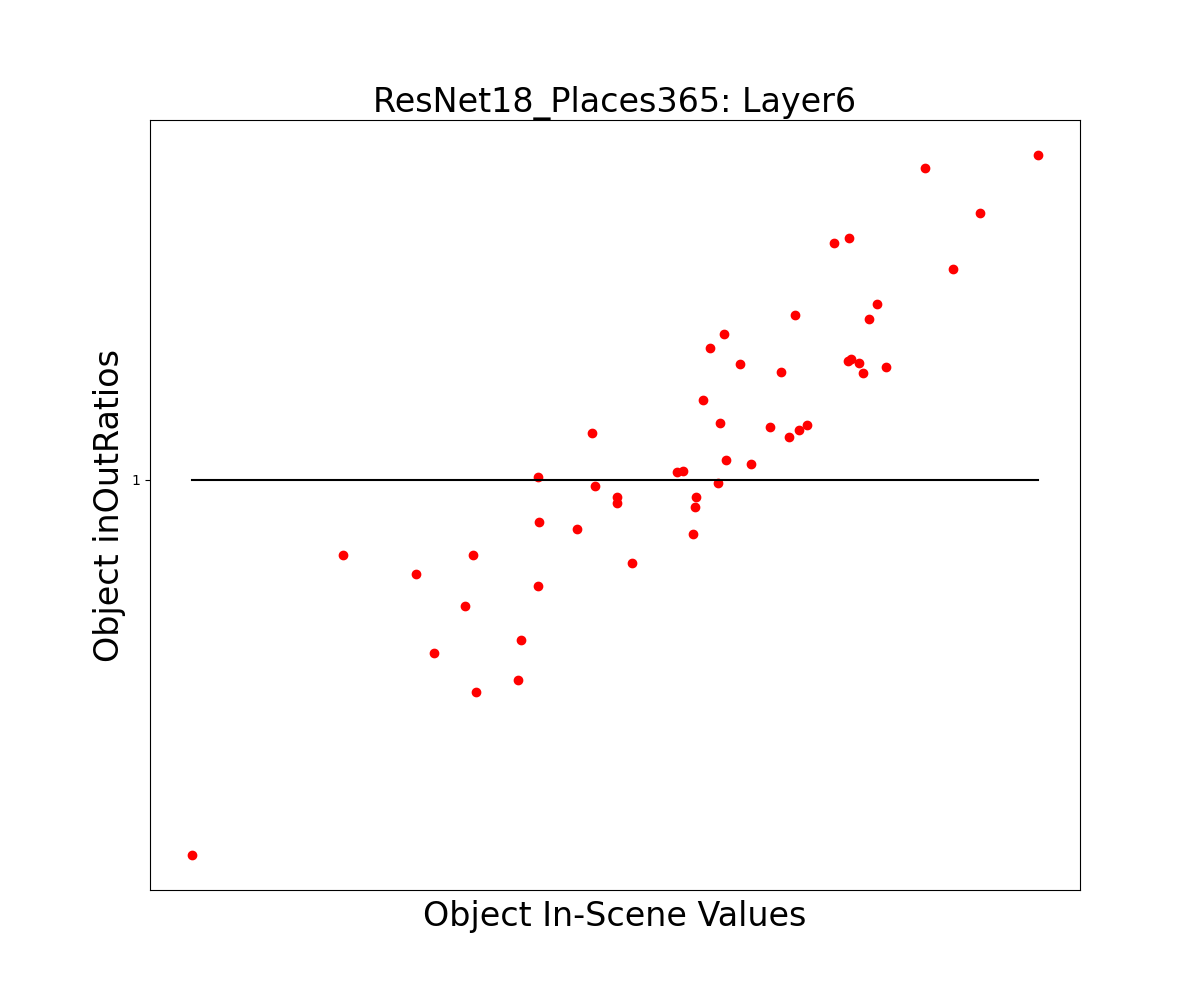 ResNet18_Places365: Layer6
Object inOutRatios
1
Object In-Scene Values